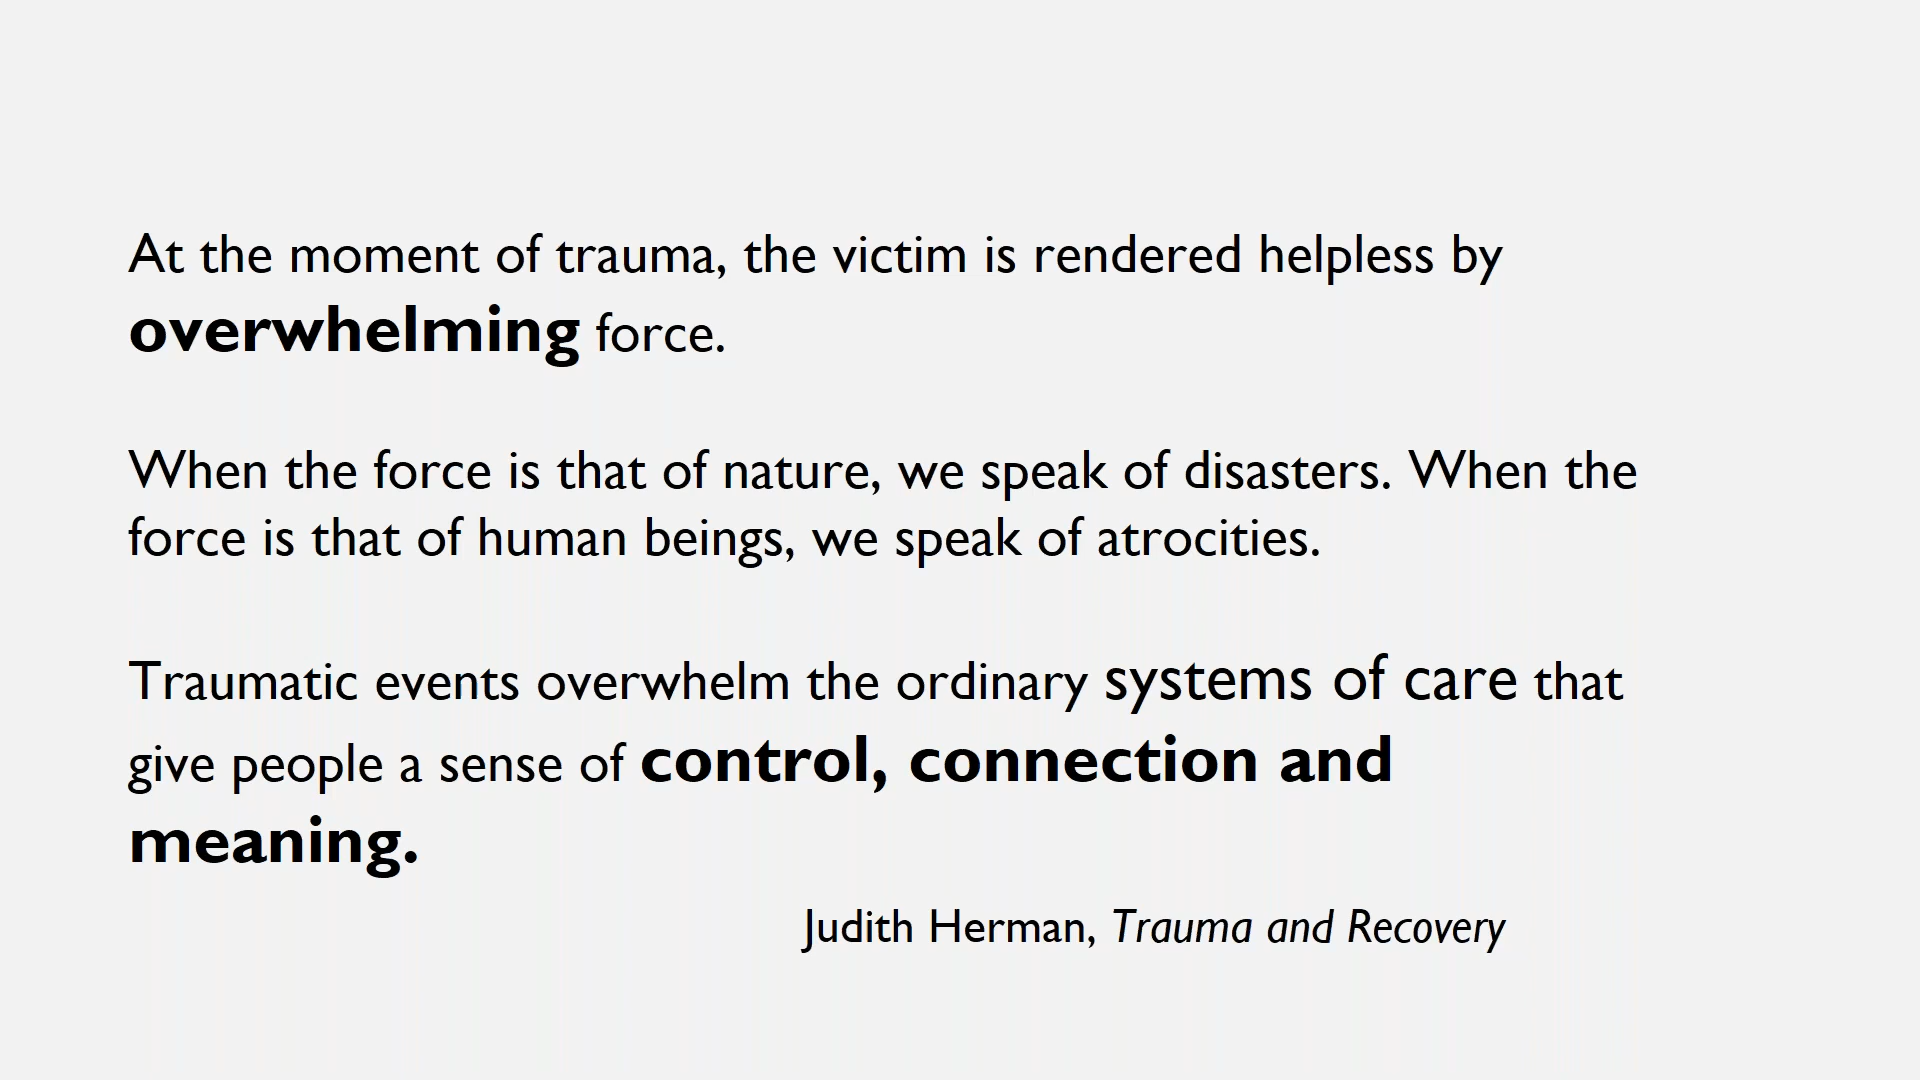 At the moment of trauma, the victim is rendered helpless by
overwhelming force.
When the force is that of nature, we speak of disasters. When the
force is that of human beings, we speak of atrocities.
Traumatic events overwhelm the ordinary systems of care that
give people a sense of control, connection and
meaning.
Judith Herman, Trauma and Recovery